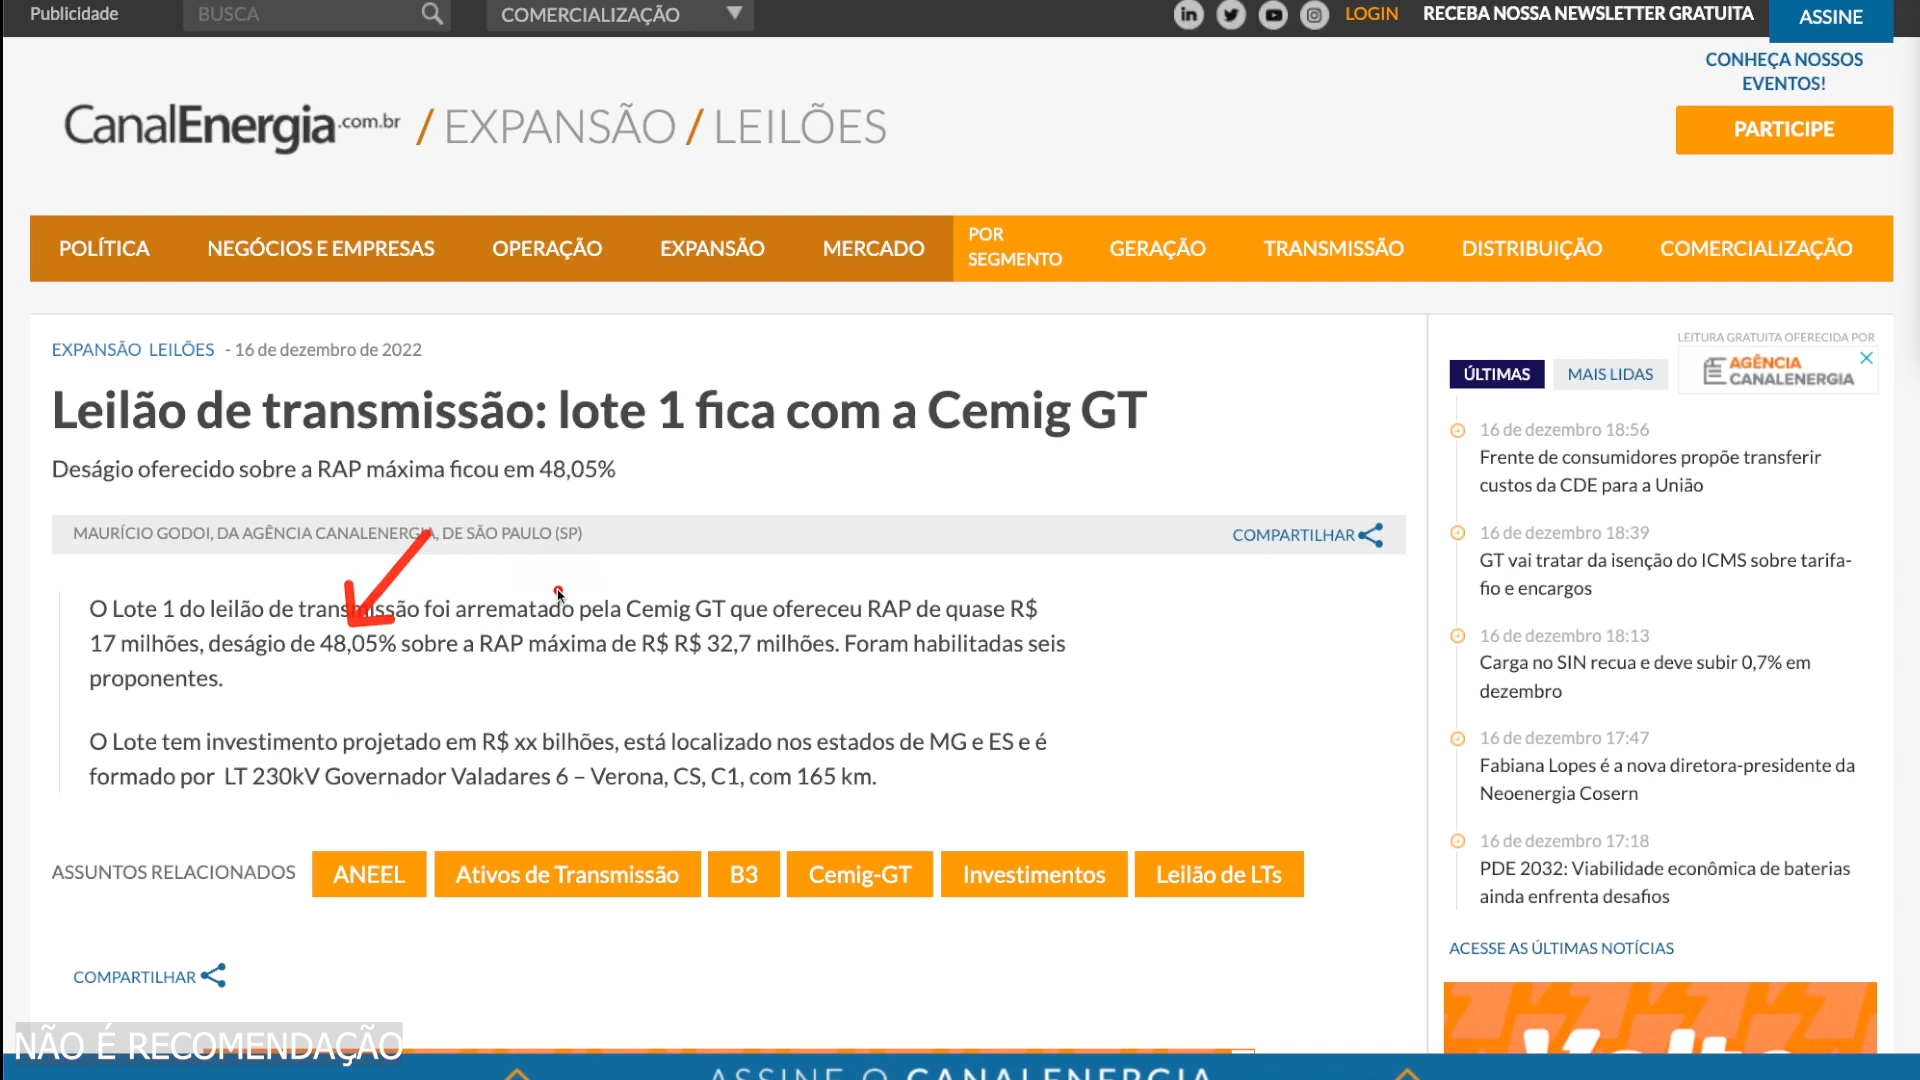 Publicidade
BUSCA
COMERCIALIZAÇÃO
LOGIN
RECEBA NOSSA NEWSLETTER GRATUITA
ASSINE
CONHEÇA NOSSOS
EVENTOS!
PARTICIPE
CanalEnergia.com.br / EXPANSÃO / LEILÕES
POLÍTICA
NEGÓCIOS E EMPRESAS
OPERAÇÃO
EXPANSÃO
MERCADO
POR
SEGMENTO
GERAÇÃO
TRANSMISSÃO
DISTRIBUIÇÃO
COMERCIALIZAÇÃO
EXPANSÃO LEILÕES - 16 de dezembro de 2022
Leilão de transmissão: lote 1 fica com a Cemig GT
Deságio oferecido sobre a RAP máxima ficou em 48,05%
MAURÍCIO GODOI, DA AGÊNCIA CANALENERGIA, DE SÃO PAULO (SP)
COMPARTILHAR
O Lote 1 do leilão de transmissão foi arrematado pela Cemig GT que ofereceu RAP de quase R$
17 milhões, deságio de 48,05% sobre a RAP máxima de R$ R$ 32,7 milhões. Foram habilitadas seis
proponentes.
O Lote tem investimento projetado em R$ xx bilhões, está localizado nos estados de MG e ES e é
formado por LT 230kV Governador Valadares 6 – Verona, CS, C1, com 165 km.
ASSUNTOS RELACIONADOS
ANEEL
Ativos de Transmissão
B3
Cemig-GT
Investimentos
Leilão de LTs
COMPARTILHAR
LEITURA GRATUITA OFERECIDA POR
AGÊNCIA
CANALENERGIA
ÚLTIMAS
MAIS LIDAS
16 de dezembro 18:56
Frente de consumidores propõe transferir
custos da CDE para a União
16 de dezembro 18:39
GT vai tratar da isenção do ICMS sobre tarifa-
fio e encargos
16 de dezembro 18:13
Carga no SIN recua e deve subir 0,7% em
dezembro
16 de dezembro 17:47
Fabiana Lopes é a nova diretora-presidente da
Neoenergia Cosern
16 de dezembro 17:18
PDE 2032: Viabilidade econômica de baterias
ainda enfrenta desafios
ACESSE AS ÚLTIMAS NOTÍCIAS
NÃO É RECOMENDAÇÃO
ASSINE O CANALENERGIA